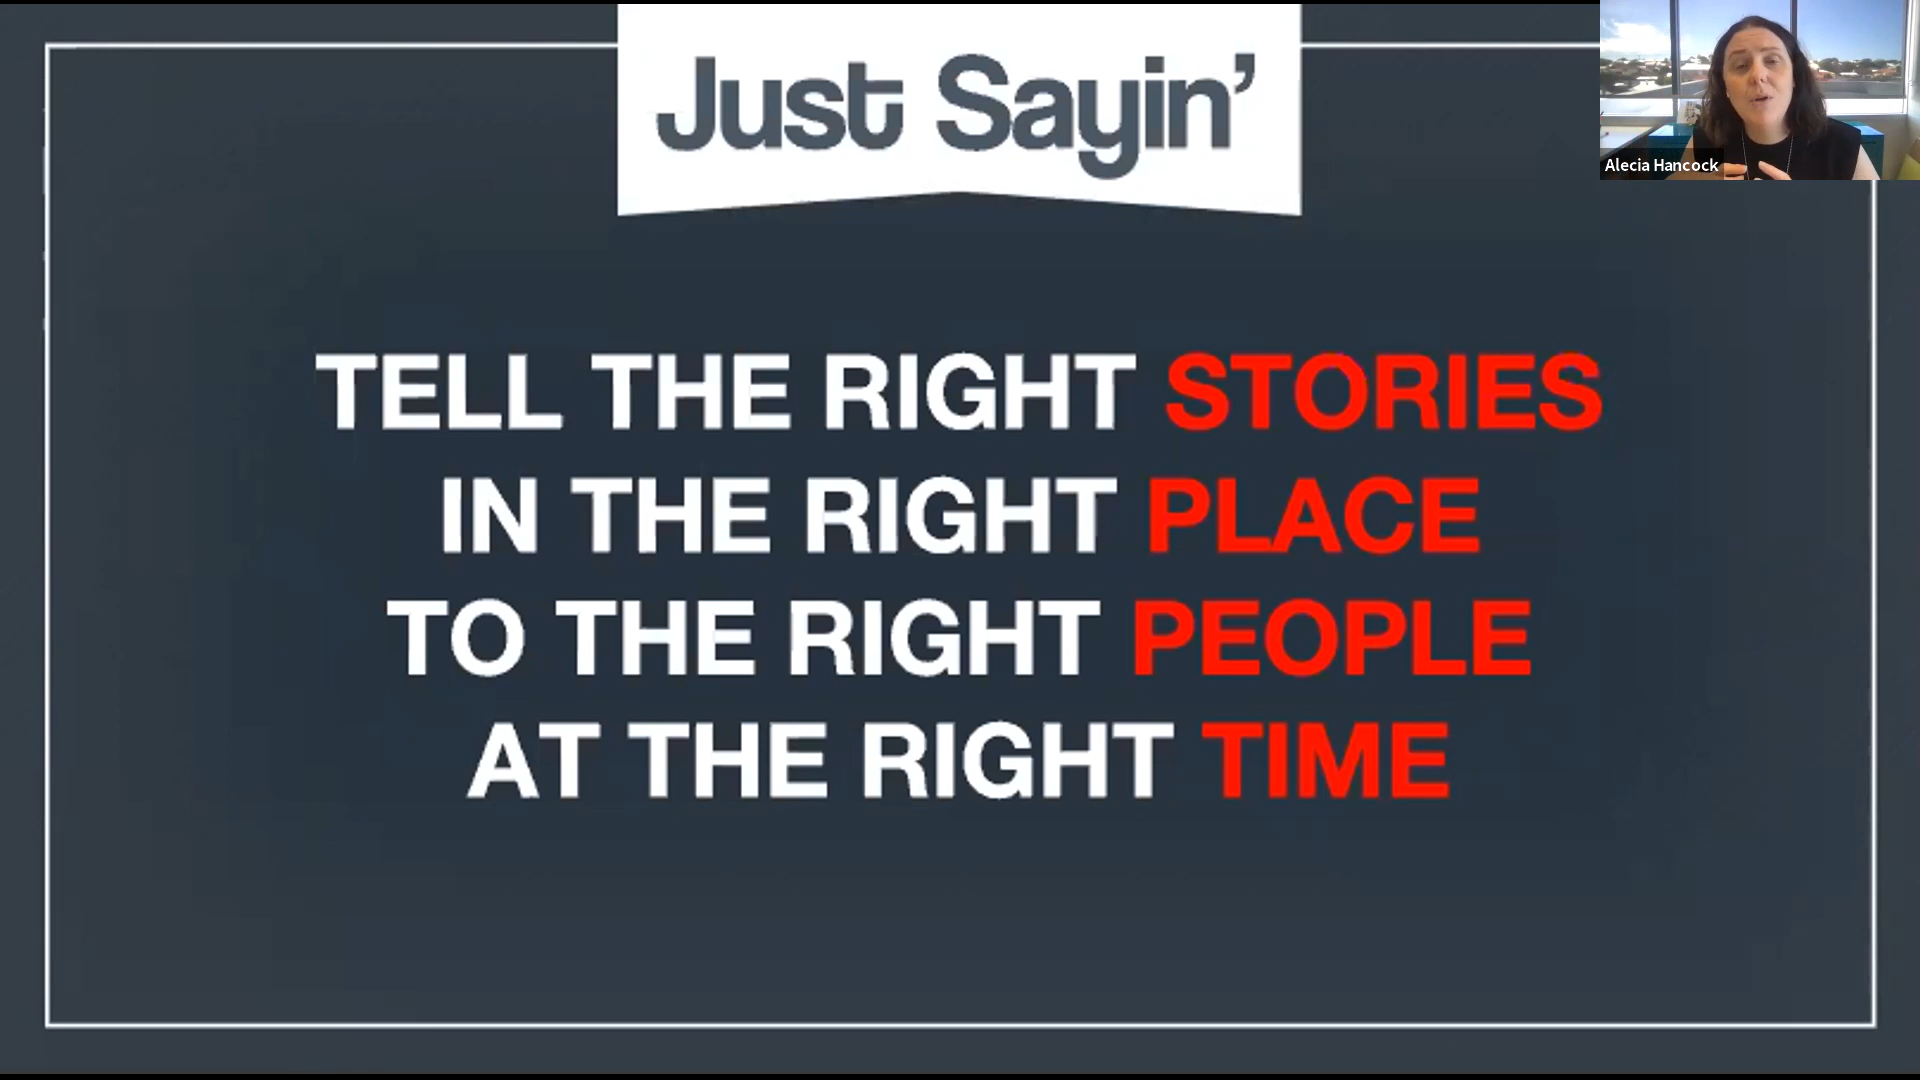 Just Sayin’
Alecia Hancock
TELL THE RIGHT STORIES
IN THE RIGHT PLACE
TO THE RIGHT PEOPLE
AT THE RIGHT TIME